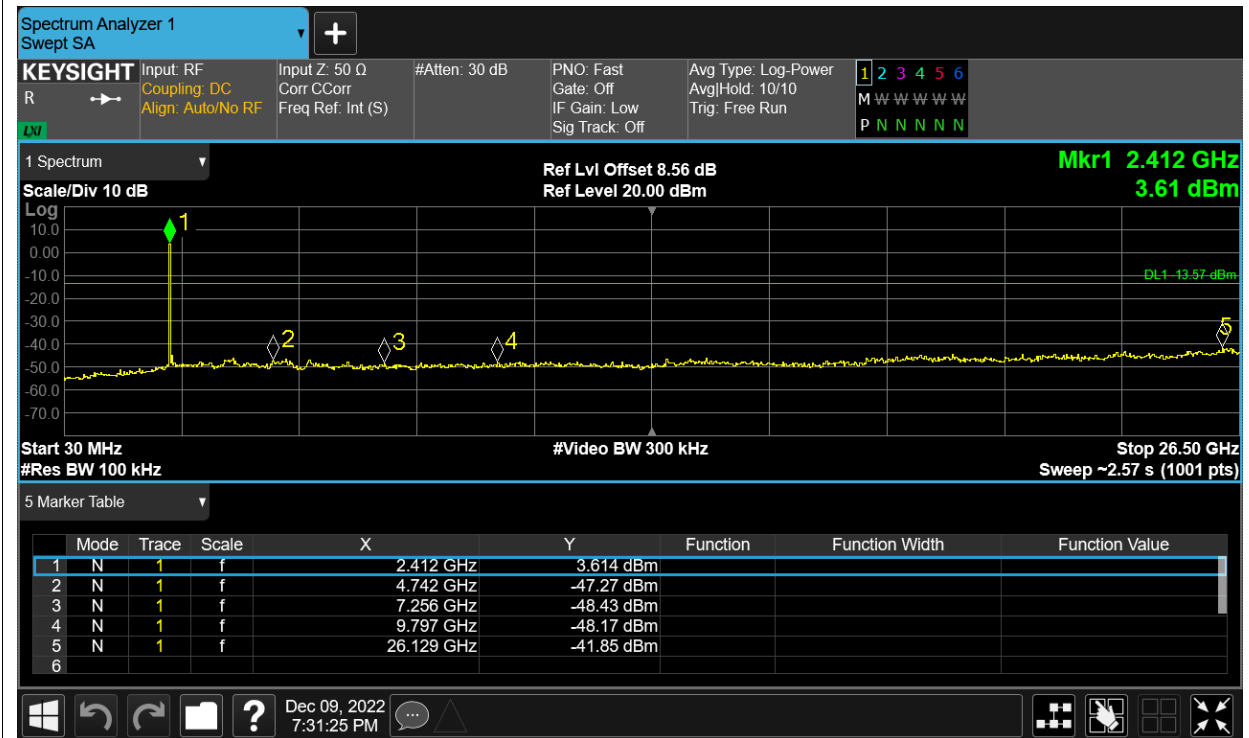 Spectrum Analyzer 1
Swept SA
+
KEYSIGHT Input: RF Input Z: 50 Ω #Atten: 30 dB PNO: Fast Avg Type: Log-Power 1 2 3 4 5 6
R Coupling: DC Corr CCorr Gate: Off Avg|Hold: 10/10 M W W W W W
Align: Auto/No RF Freq Ref: Int (S) IF Gain: Low Trig: Free Run
LXI Sig Track: Off P N N N N N N
1 Spectrum Ref Lvl Offset 8.56 dB Mkr1 2.412 GHz
Scale/Div 10 dB Ref Level 20.00 dBm 3.61 dBm
Log
10.0 1
0.00
-10.0 DL1 -13.57 dBm
-20.0
-30.0 5
-40.0 2 3 4
-50.0
-60.0
-70.0
Start 30 MHz #Video BW 300 kHz Stop 26.50 GHz
#Res BW 100 kHz Sweep ~2.57 s (1001 pts)
5 Marker Table
Mode Trace Scale X Y Function Function Width Function Value
1 N 1 f 2.412 GHz 3.614 dBm
2 N 1 f 4.742 GHz -47.27 dBm
3 N 1 f 7.256 GHz -48.43 dBm
4 N 1 f 9.797 GHz -48.17 dBm
5 N 1 f 26.129 GHz -41.85 dBm
6
? Dec 09, 2022
7:31:25 PM